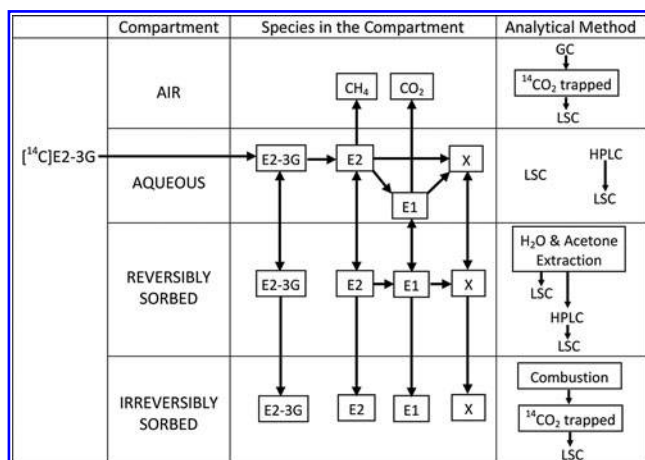 Compartment
Species in the Compartment
Analytical Method
[¹⁴C]E2-3G
AIR
CH₄
CO₂
GC
¹⁴CO₂ trapped
LSC
AQUEOUS
E2-3G
E2
X
E1
LSC
HPLC
LSC
REVERSIBLY
SORBED
E2-3G
E2
E1
X
H₂O & Acetone
Extraction
LSC
HPLC
LSC
IRREVERSIBLY
SORBED
E2-3G
E2
E1
X
Combustion
¹⁴CO₂ trapped
LSC